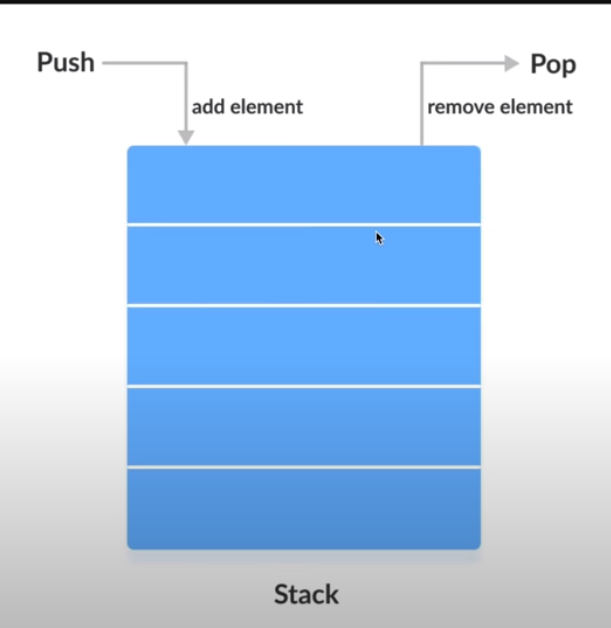 Push
Pop
add element
remove element
Stack